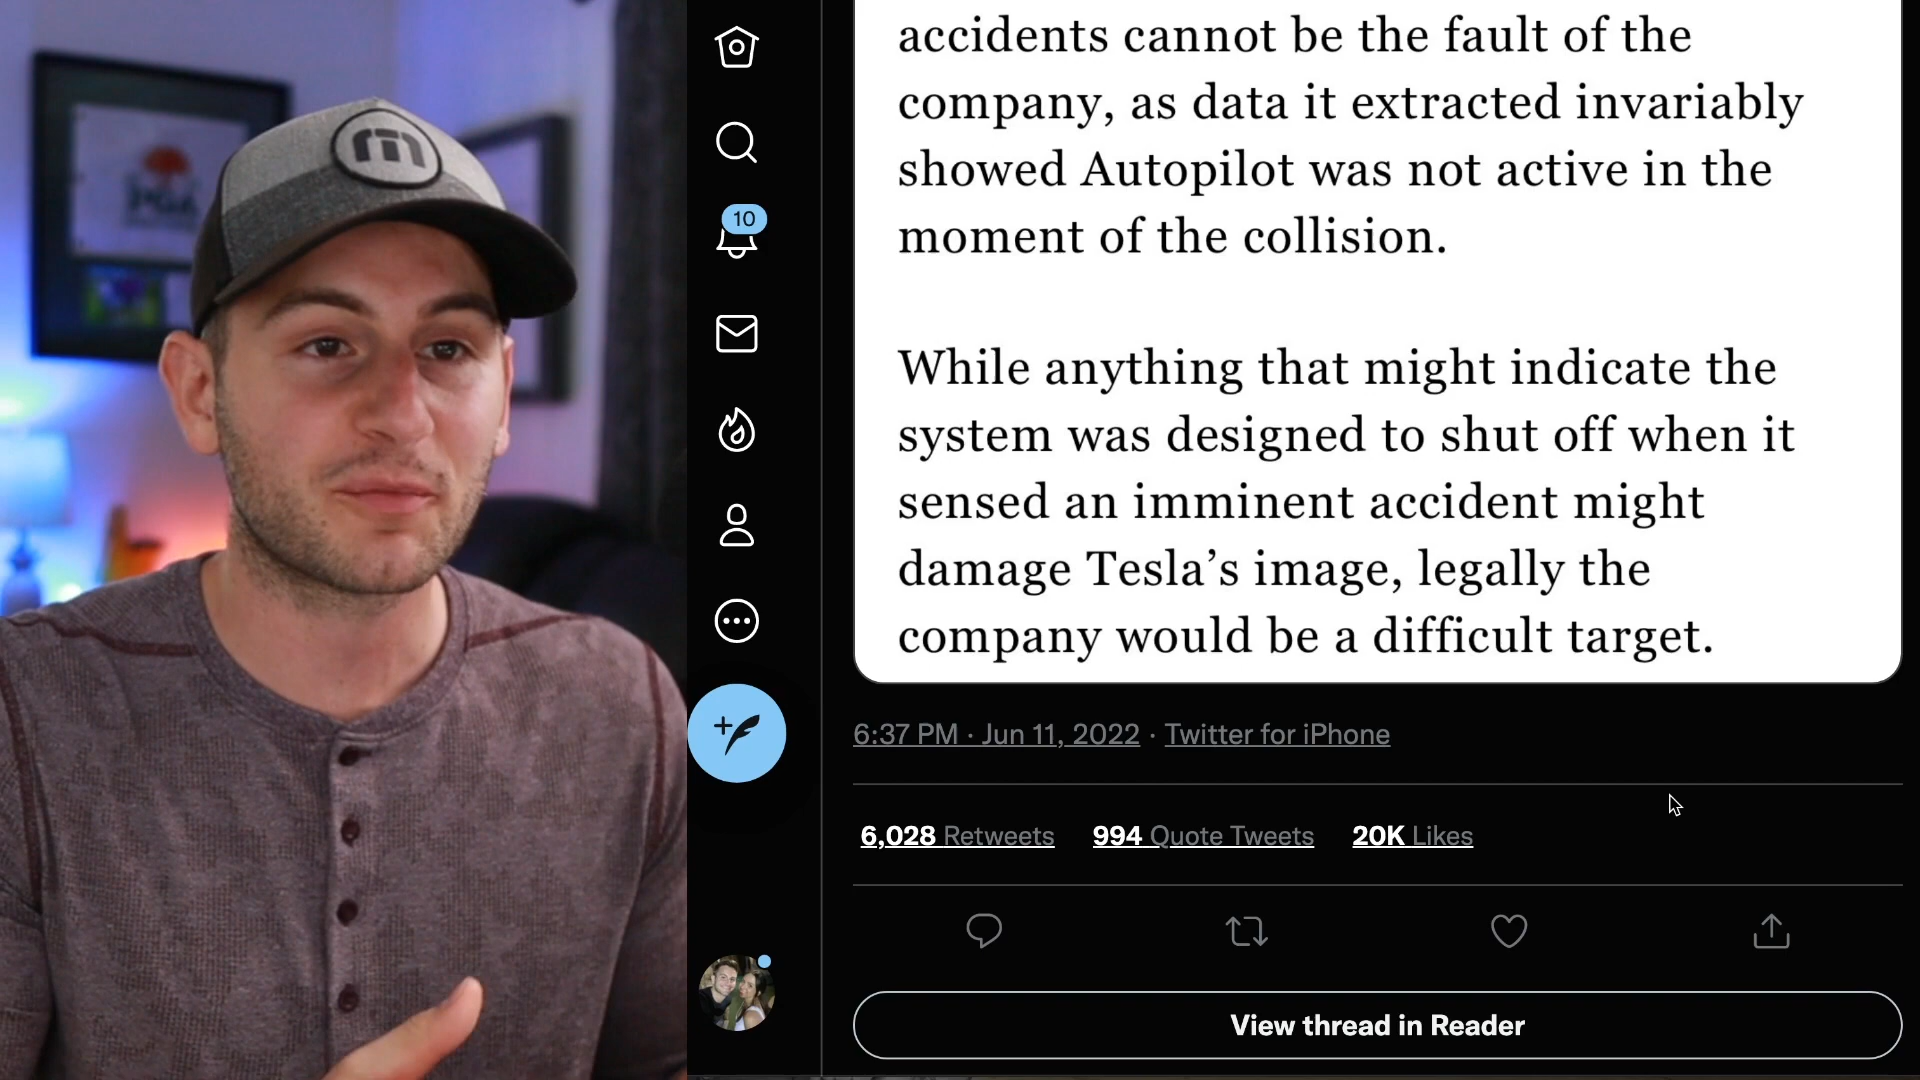 accidents cannot be the fault of the
company, as data it extracted invariably
showed Autopilot was not active in the
moment of the collision.
While anything that might indicate the
system was designed to shut off when it
sensed an imminent accident might
damage Tesla’s image, legally the
company would be a difficult target.
10
6:37 PM · Jun 11, 2022 · Twitter for iPhone
6,028 Retweets 994 Quote Tweets 20K Likes
View thread in Reader
PGA
m